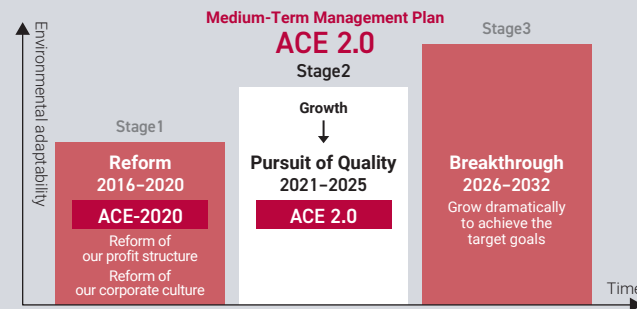 Medium-Term Management Plan
ACE 2.0
Environmental adaptability
Stage1
Reform
2016–2020
ACE-2020
Reform of
our profit structure
Reform of
our corporate culture
Stage2
Growth
Pursuit of Quality
2021–2025
ACE 2.0
Stage3
Breakthrough
2026–2032
Grow dramatically
to achieve the
target goals
Time